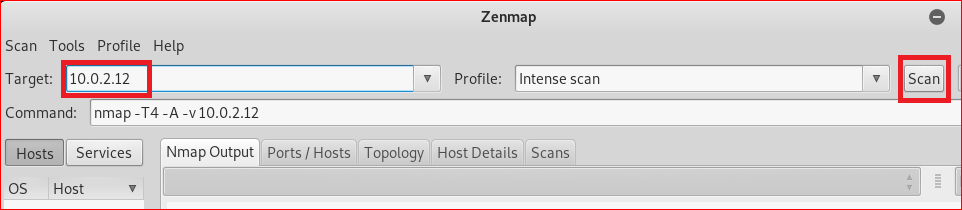 Zenmap
Scan Tools Profile Help
Target: 10.0.2.12 Profile: Intense scan Scan
Command: nmap -T4 -A -v 10.0.2.12
Hosts Services Nmap Output Ports / Hosts Topology Host Details Scans
OS Host